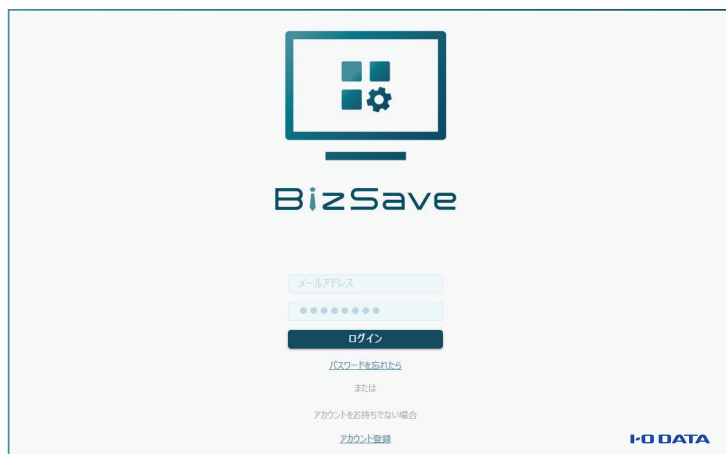 BizSave
メールアドレス
●●●●●●●●
ログイン
パスワードを忘れたら
または
アカウントをお持ちでない場合
アカウント登録
I-O DATA